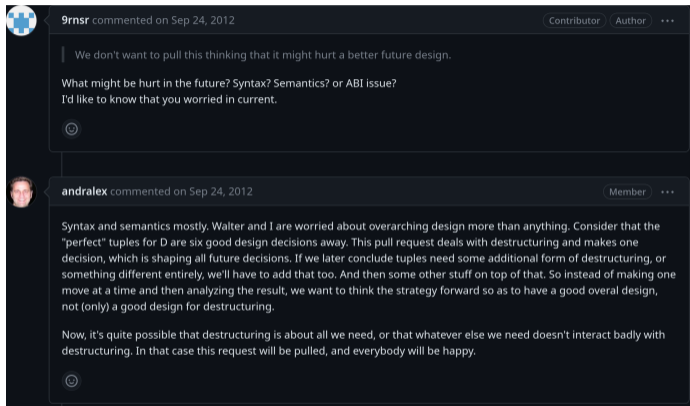 9rnsr commented on Sep 24, 2012 Contributor Author ...
We don't want to pull this thinking that it might hurt a better future design.
What might be hurt in the future? Syntax? Semantics? or ABI issue?
I'd like to know that you worried in current.
andralex commented on Sep 24, 2012 Member ...
Syntax and semantics mostly. Walter and I are worried about overarching design more than anything. Consider that the
"perfect" tuples for D are six good design decisions away. This pull request deals with destructuring and makes one
decision, which is shaping all future decisions. If we later conclude tuples need some additional form of destructuring, or
something different entirely, we'll have to add that too. And then some other stuff on top of that. So instead of making one
move at a time and then analyzing the result, we want to think the strategy forward so as to have a good overal design,
not (only) a good design for destructuring.
Now, it's quite possible that destructuring is about all we need, or that whatever else we need doesn't interact badly with
destructuring. In that case this request will be pulled, and everybody will be happy.